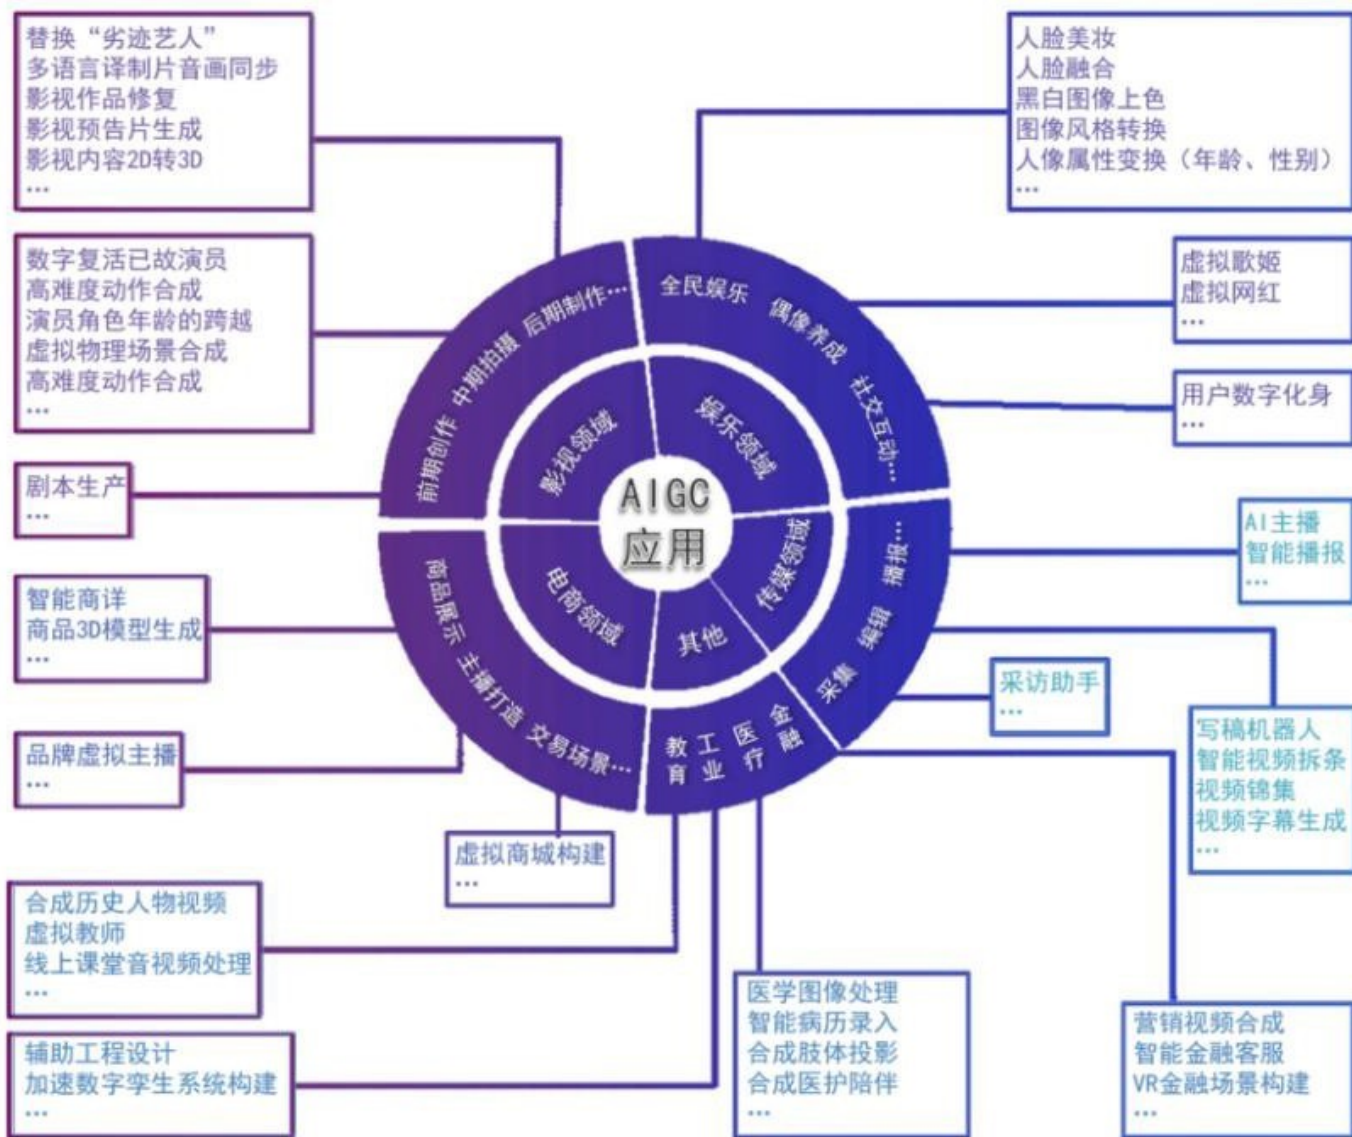 替换“劣迹艺人”
多语言译制片音画同步
影视作品修复
影视预告片生成
影视内容2D转3D
...
人脸美妆
人脸融合
黑白图像上色
图像风格转换
人像属性变换（年龄、性别）
...
数字复活已故演员
高难度动作合成
演员角色年龄的跨越
虚拟物理场景合成
高难度动作合成
...
虚拟歌姬
虚拟网红
...
用户数字化身
...
剧本生产
...
前期创作 中期拍摄 后期制作...
全民娱乐 偶像养成 社交互动...
影视领域
娱乐领域
AIGC
应用
电商领域
其他
传媒领域
商品展示 主播打造 交易场景...
教育
工业
医疗
金融
采集 编辑 播报...
AI主播
智能播报
...
智能商详
商品3D模型生成
...
采访助手
...
写稿机器人
智能视频拆条
视频锦集
视频字幕生成
...
品牌虚拟主播
...
虚拟商城构建
...
合成历史人物视频
虚拟教师
线上课堂音视频处理
...
辅助工程设计
加速数字孪生系统构建
...
医学图像处理
智能病历录入
合成肢体投影
合成医护陪伴
...
营销视频合成
智能金融客服
VR金融场景构建
...